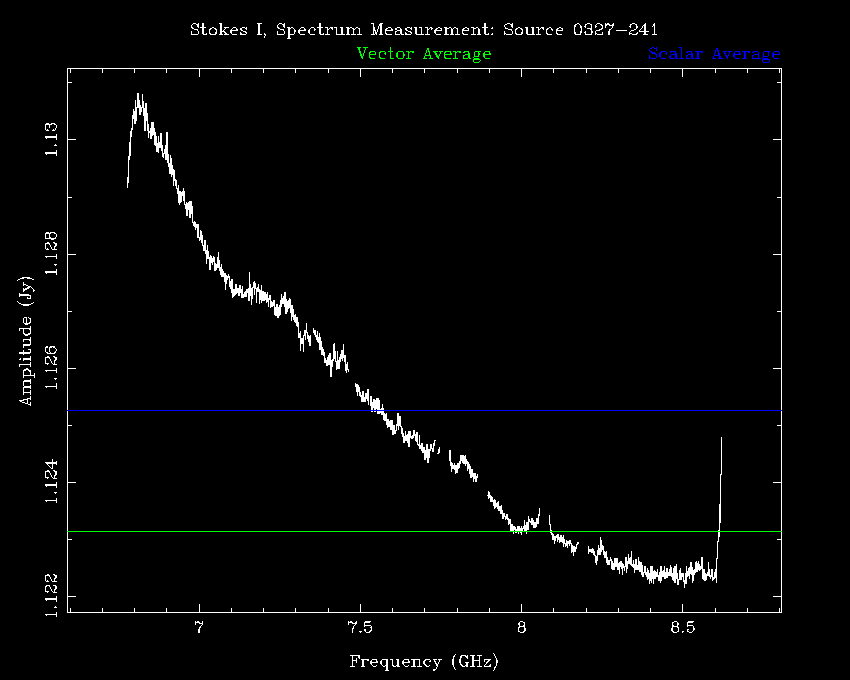 Stokes I, Spectrum Measurement: Source 0327-241
Vector Average
Scalar Average
1.13
1.128
1.126
1.124
1.122
Amplitude (Jy)
7
7.5
8
8.5
Frequency (GHz)